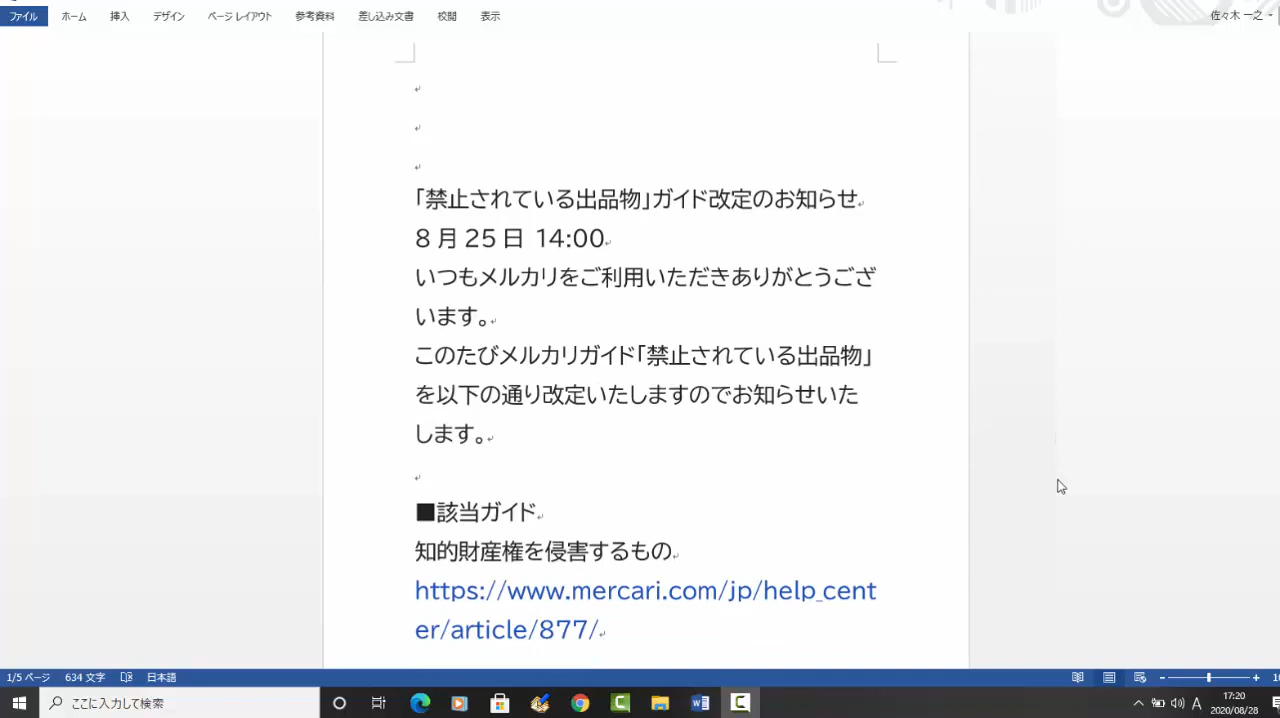 ファイル ホーム 挿入 デザイン ページ レイアウト 参考資料 差し込み文書 校閲 表示 佐々木 一之
「禁止されている出品物」ガイド改定のお知らせ
8月25日 14:00
いつもメルカリをご利用いただきありがとうござ
います。
このたびメルカリガイド「禁止されている出品物」
を以下の通り改定いたしますのでお知らせいた
します。
■該当ガイド
知的財産権を侵害するもの
https://www.mercari.com/jp/help_cent
er/article/877/
1/5 ページ 634 文字 日本語
ここに入力して検索
A 17:20
2020/08/28